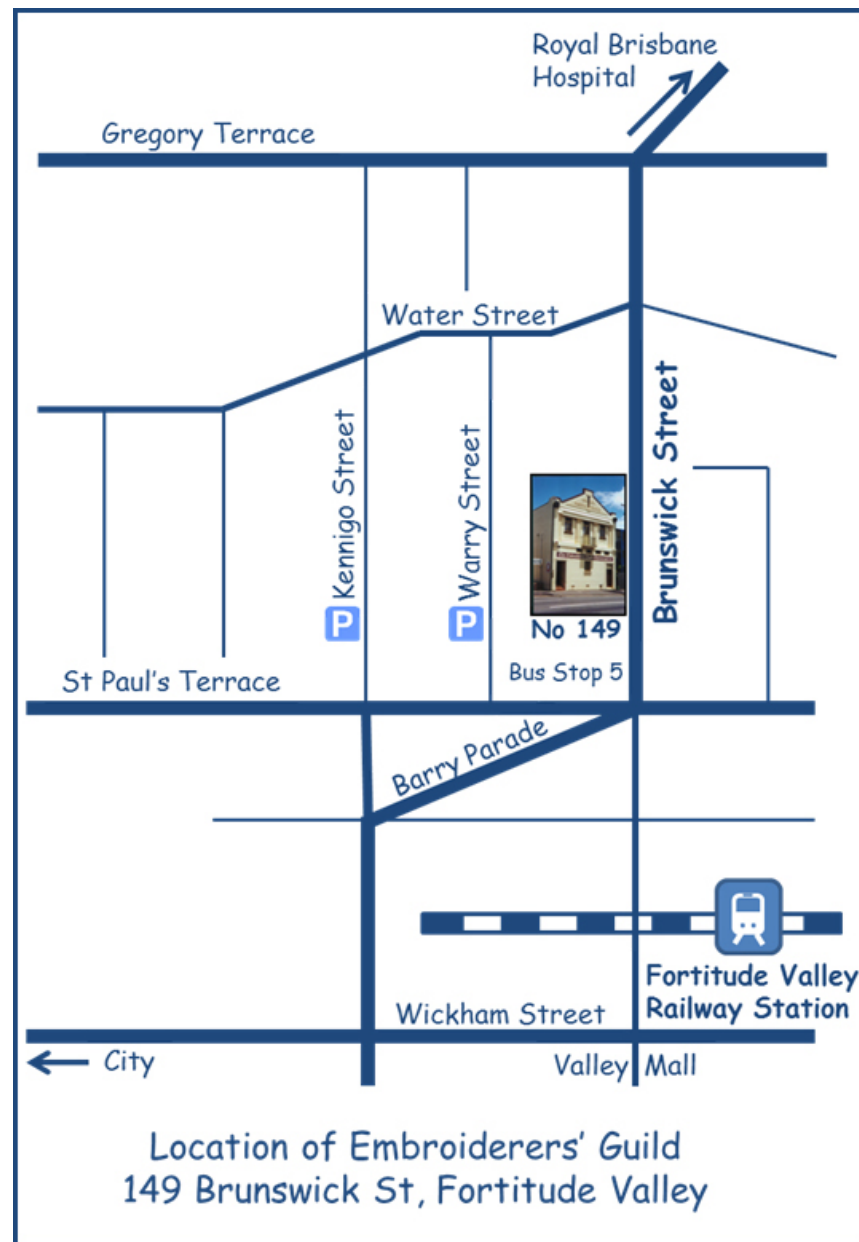 Royal Brisbane
Hospital
Gregory Terrace
Water Street
Kennigo Street
Warry Street
Brunswick Street
P
P
No 149
Bus Stop 5
St Paul's Terrace
Barry Parade
Fortitude Valley
Railway Station
Wickham Street
City
Valley Mall
Location of Embroiderers' Guild
149 Brunswick St, Fortitude Valley